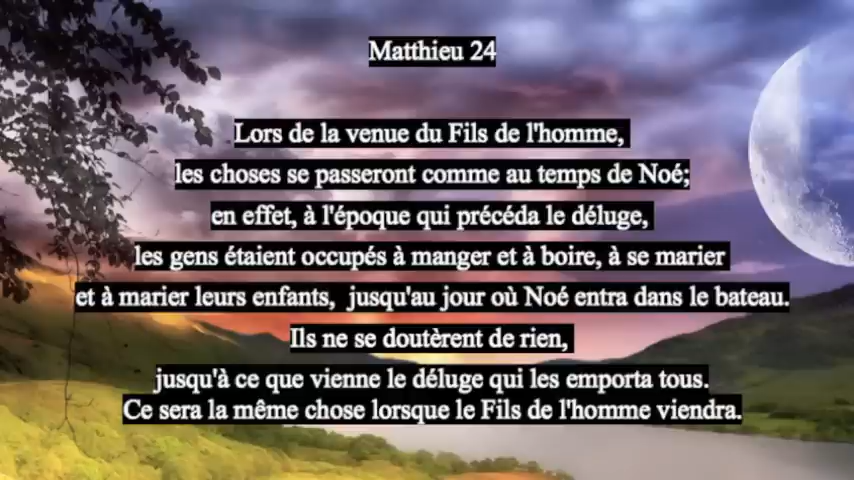 Matthieu 24
Lors de la venue du Fils de l'homme,
les choses se passeront comme au temps de Noé;
en effet, à l'époque qui précéda le déluge,
les gens étaient occupés à manger et à boire, à se marier
et à marier leurs enfants, jusqu'au jour où Noé entra dans le bateau.
Ils ne se doutèrent de rien,
jusqu'à ce que vienne le déluge qui les emporta tous.
Ce sera la même chose lorsque le Fils de l'homme viendra.